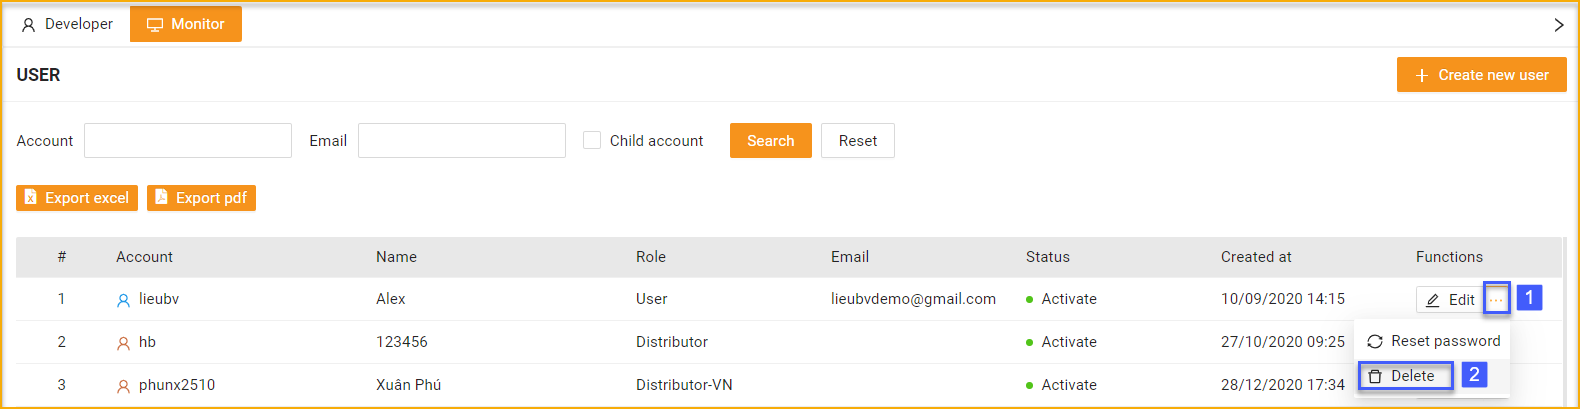 Developer Monitor
USER
Create new user
Account Email Child account Search Reset
Export excel Export pdf
# Account Name Role Email Status Created at Functions
1 lieubv Alex User lieubvdemo@gmail.com Activate 10/09/2020 14:15 Edit ... 1
2 hb 123456 Distributor Activate 27/10/2020 09:25 Reset password
3 phunx2510 Xuân Phú Distributor-VN Activate 28/12/2020 17:34 Delete 2